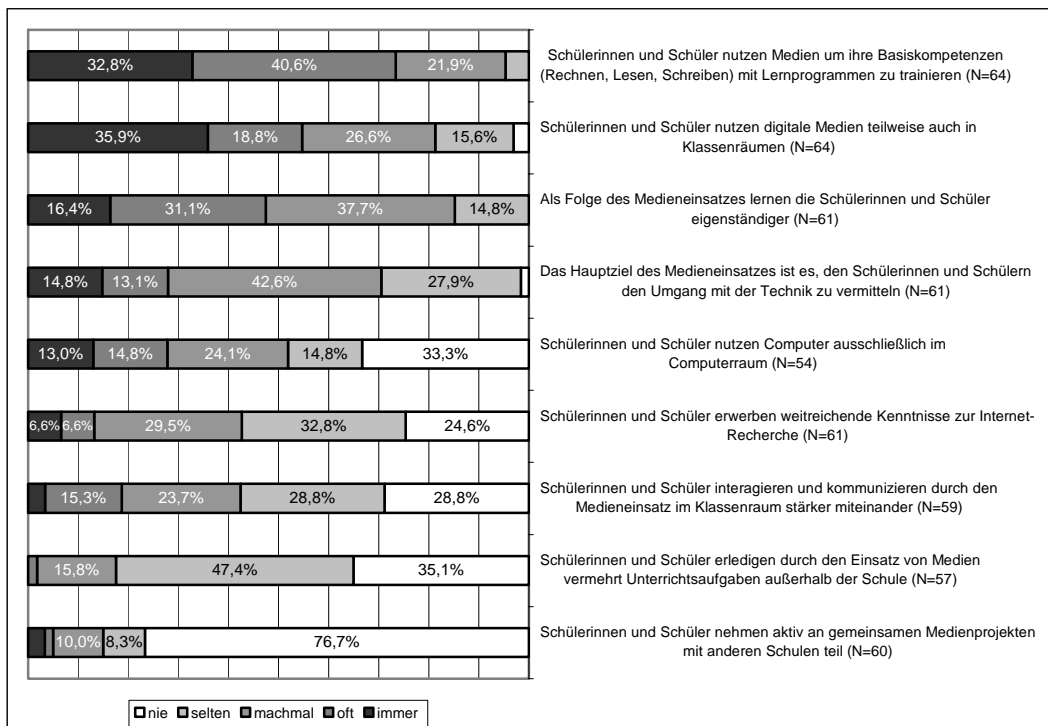 32,8% 40,6% 21,9%
Schülerinnen und Schüler nutzen Medien um ihre Basiskompetenzen
(Rechnen, Lesen, Schreiben) mit Lernprogrammen zu trainieren (N=64)
35,9% 18,8% 26,6% 15,6%
Schülerinnen und Schüler nutzen digitale Medien teilweise auch in
Klassenräumen (N=64)
16,4% 31,1% 37,7% 14,8%
Als Folge des Medieneinsatzes lernen die Schülerinnen und Schüler
eigenständiger (N=61)
14,8% 13,1% 42,6% 27,9%
Das Hauptziel des Medieneinsatzes ist es, den Schülerinnen und Schülern
den Umgang mit der Technik zu vermitteln (N=61)
13,0% 14,8% 24,1% 14,8% 33,3%
Schülerinnen und Schüler nutzen Computer ausschließlich im
Computerraum (N=54)
6,6% 6,6% 29,5% 32,8% 24,6%
Schülerinnen und Schüler erwerben weitreichende Kenntnisse zur Internet-
Recherche (N=61)
15,3% 23,7% 28,8% 28,8%
Schülerinnen und Schüler interagieren und kommunizieren durch den
Medieneinsatz im Klassenraum stärker miteinander (N=59)
15,8% 47,4% 35,1%
Schülerinnen und Schüler erledigen durch den Einsatz von Medien
vermehrt Unterrichtsaufgaben außerhalb der Schule (N=57)
10,0% 8,3% 76,7%
Schülerinnen und Schüler nehmen aktiv an gemeinsamen Medienprojekten
mit anderen Schulen teil (N=60)
nie selten machmal oft immer